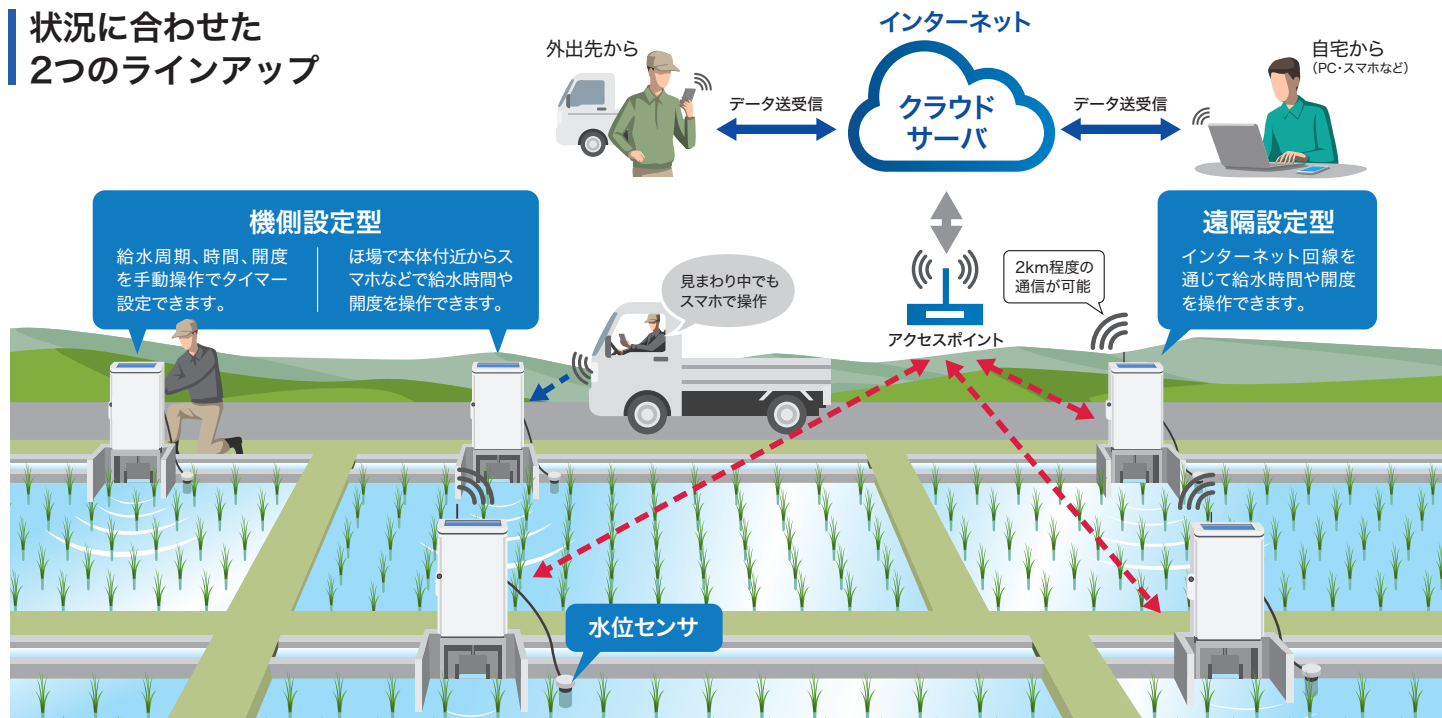 状況に合わせた
2つのラインアップ
インターネット
外出先から
データ送受信
クラウド
サーバ
データ送受信
自宅から
(PC・スマホなど)
機側設定型
給水周期、時間、開度
を手動操作でタイマー
設定できます。
ほ場で本体付近からス
マホなどで給水時間や
開度を操作できます。
見まわり中でも
スマホで操作
アクセスポイント
2km程度の
通信が可能
遠隔設定型
インターネット回線を
通じて給水時間や開度
を操作できます。
水位センサ